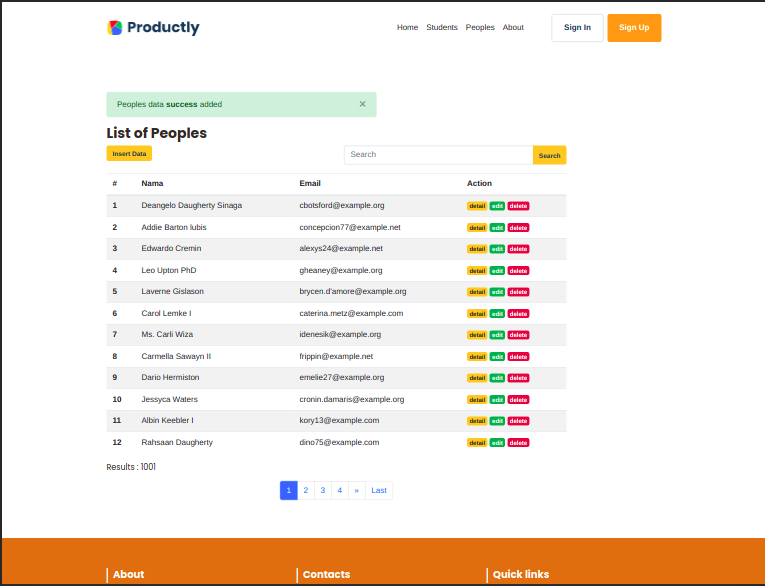 Productly Home Students Peoples About Sign In Sign Up
Peoples data success added ×
List of Peoples
Insert Data Search Search
# Name Email Action
1 Deangelo Daugherty Sinaga cbotsford@example.org detail edit delete
2 Addie Barton lubis concepcion77@example.net detail edit delete
3 Edwardo Cremin alexys24@example.net detail edit delete
4 Leo Upton PhD gheaney@example.org detail edit delete
5 Laverne Gislason brycen.d'amore@example.org detail edit delete
6 Carol Lemke I caterina.metz@example.com detail edit delete
7 Ms. Carli Wiza idenesik@example.org detail edit delete
8 Carmella Sawayn II frippin@example.net detail edit delete
9 Dario Hermiston emelie27@example.org detail edit delete
10 Jessyca Waters cronin.damaris@example.org detail edit delete
11 Albin Keebler I kory13@example.com detail edit delete
12 Rahsaan Daugherty dino75@example.com detail edit delete
Results : 1001
1 2 3 4 » Last
About Contacts Quick links